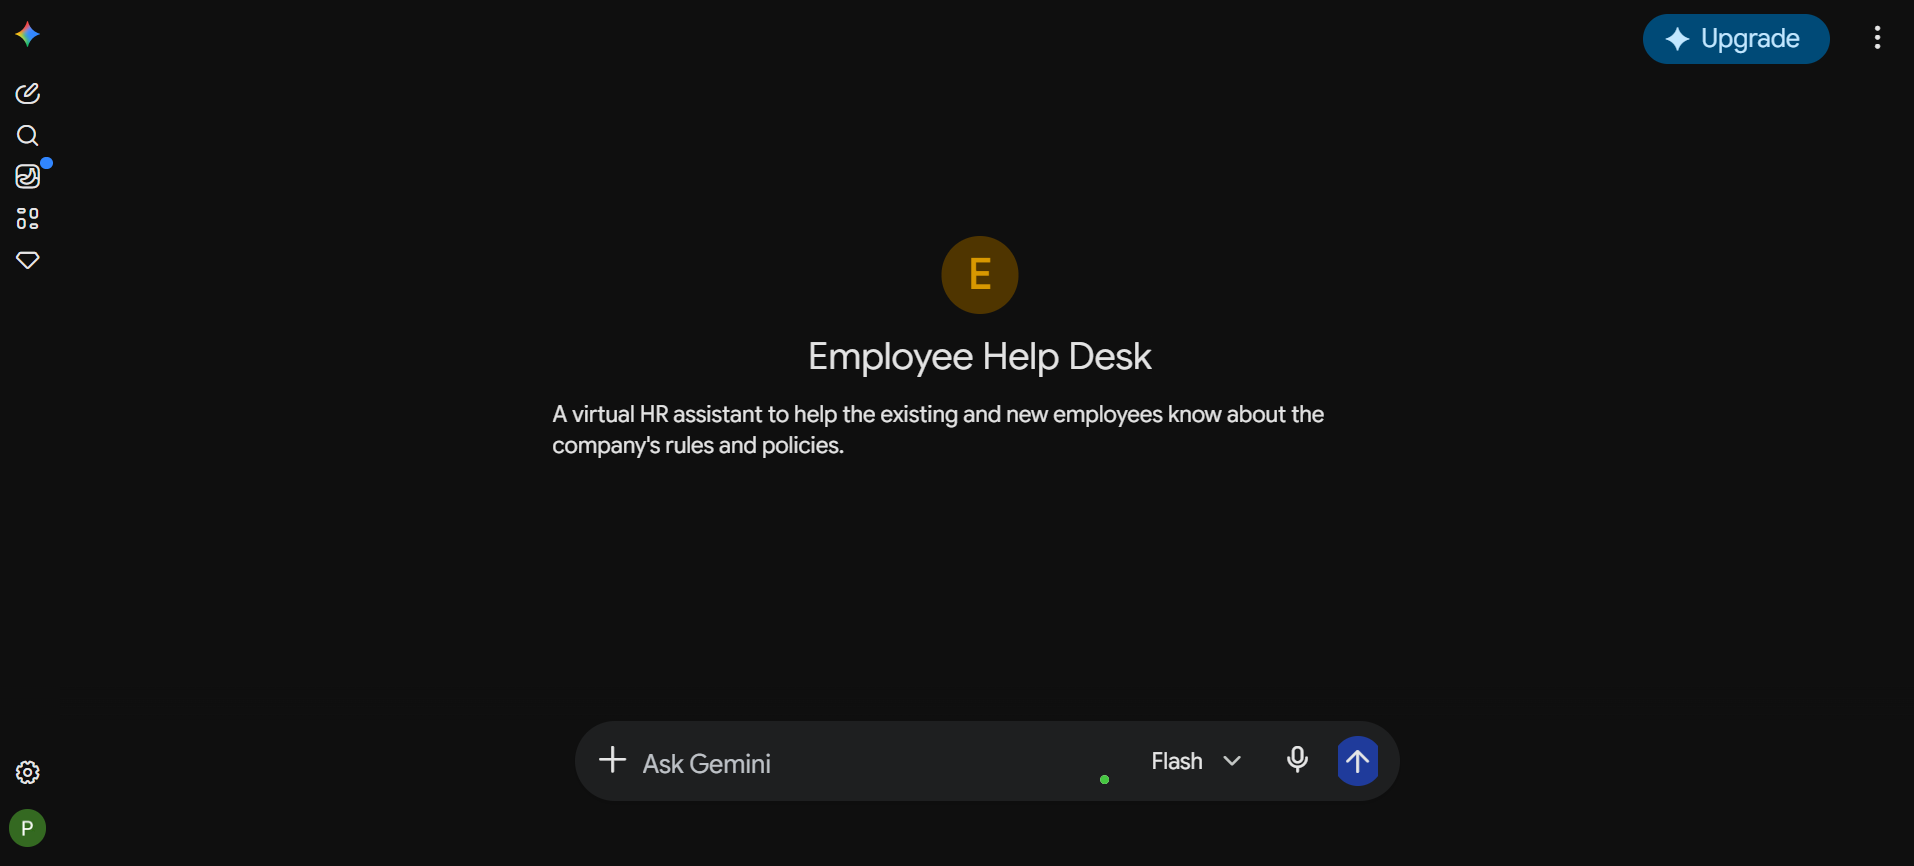 Upgrade
E
Employee Help Desk
A virtual HR assistant to help the existing and new employees know about the
company's rules and policies.
Ask Gemini
Flash
P